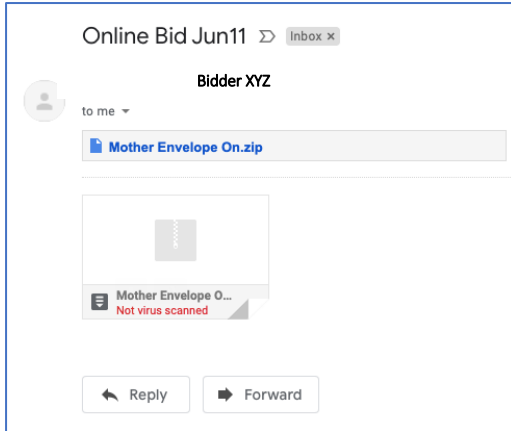 Online Bid Jun11 Inbox ×
Bidder XYZ
to me
Mother Envelope On.zip
Mother Envelope O...
Not virus scanned
Reply Forward